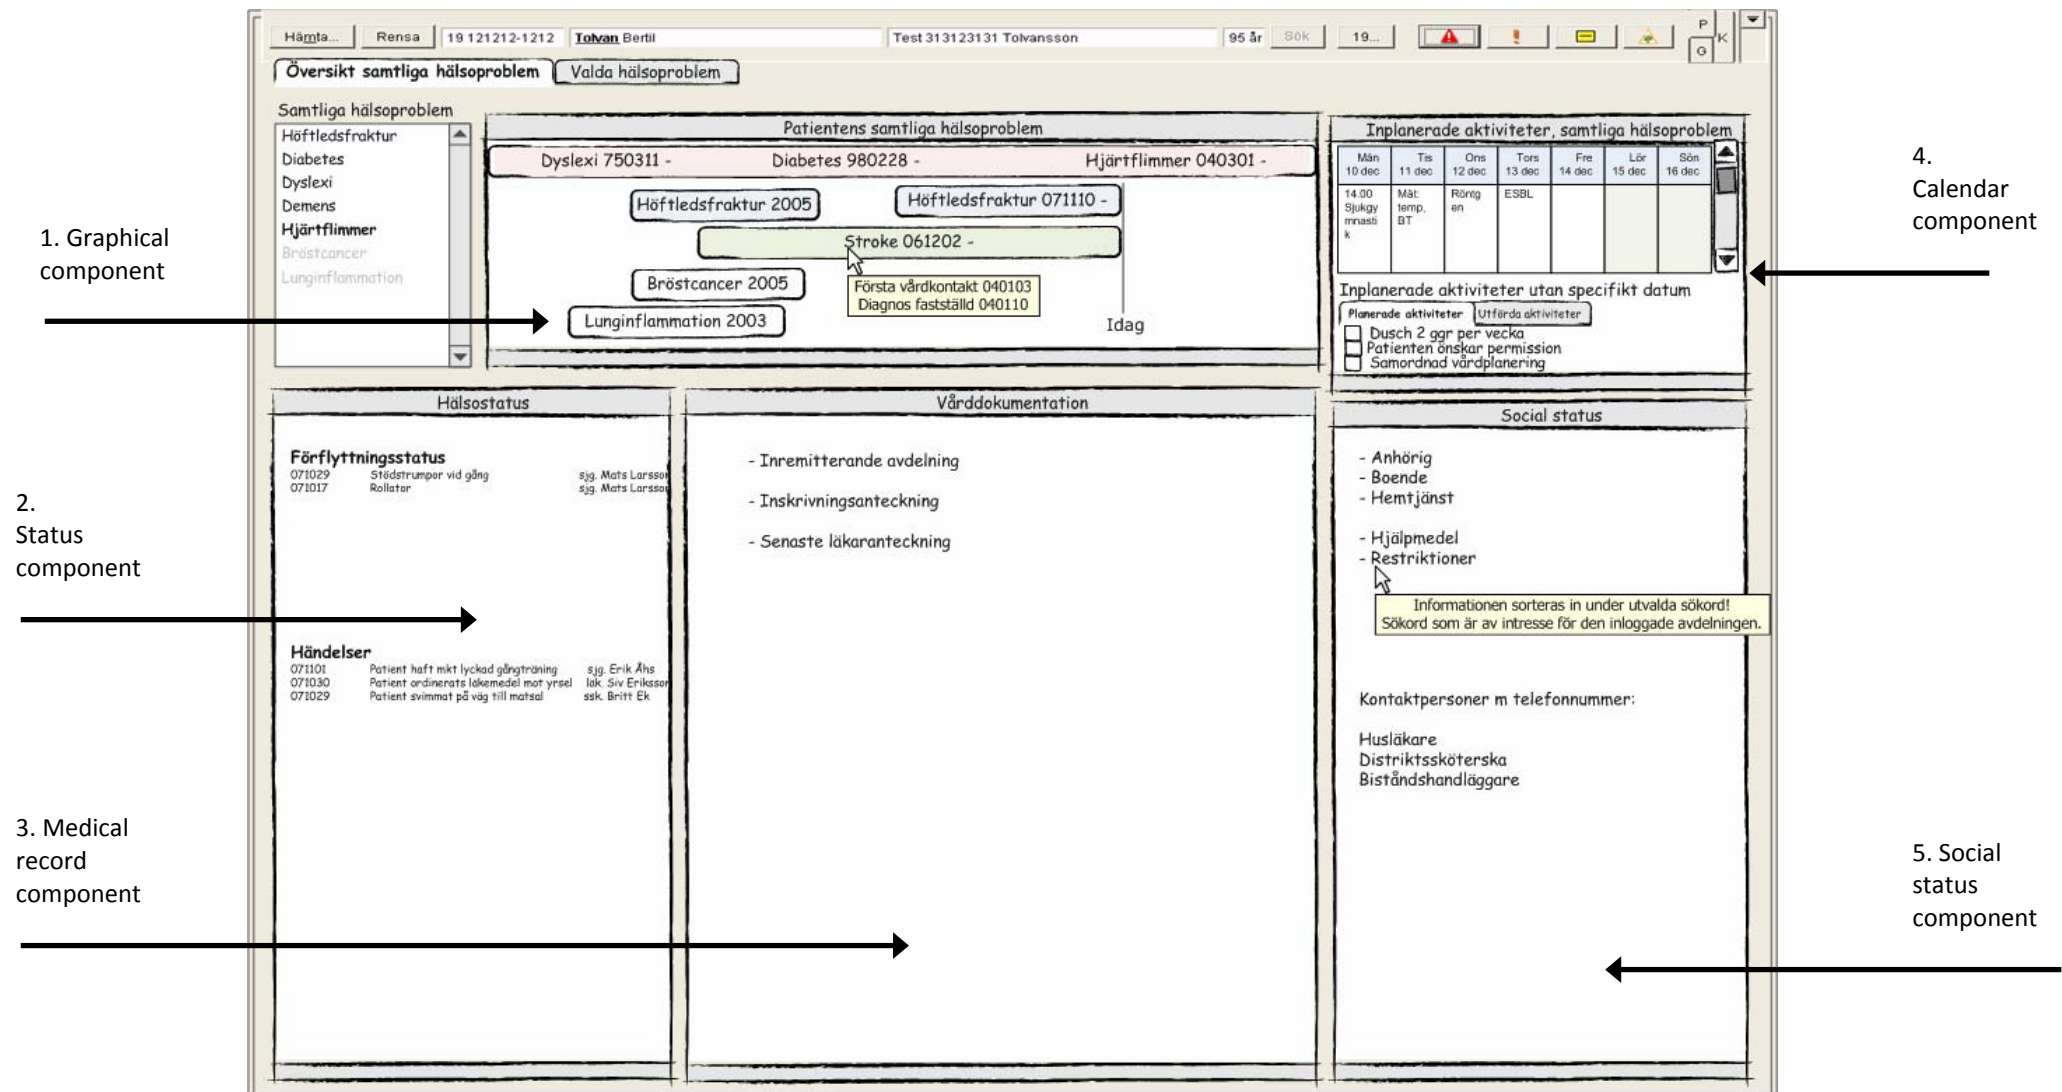 Hämta...
Rensa
19 121212-1212
Tolvan Bertil
Test 313123131 Tolvansson
95 år
Sök
19...
P
K
G
Översikt samtliga hälsoproblem
Valda hälsoproblem
Samtliga hälsoproblem
Höftledsfraktur
Diabetes
Dyslexi
Demens
Hjärtflimmer
Bröstcancer
Lunginflammation
Patientens samtliga hälsoproblem
Dyslexi 750311 -
Diabetes 980228 -
Hjärtflimmer 040301 -
Höftledsfraktur 2005
Höftledsfraktur 071110 -
Stroke 061202 -
Bröstcancer 2005
Första vårdkontakt 040103
Diagnos fastställd 040110
Lunginflammation 2003
Idag
Inplanerade aktiviteter, samtliga hälsoproblem
Mån
10 dec
Tis
11 dec
Ons
12 dec
Tors
13 dec
Fre
14 dec
Lör
15 dec
Sön
16 dec
14.00
Sjukgy
mnasti
k
Mät:
temp,
BT
Röntg
en
ESBL
Inplanerade aktiviteter utan specifikt datum
Planerade aktiviteter
Utförda aktiviteter
Dusch 2 ggr per vecka
Patienten önskar permission
Samordnad vårdplanering
Hälsostatus
Förflyttningsstatus
071029 Stödstrumpor vid gång sjg. Mats Larsson
071017 Rollator sjg. Mats Larsson
Händelser
071101 Patient haft mkt lyckad gångträning sjg. Erik Åhs
071030 Patient ordinerats läkemedel mot yrsel läk. Siv Eriksson
071029 Patient svimmat på väg till matsal ssk. Britt Ek
Vårddokumentation
- Inremitterande avdelning
- Inskrivningsanteckning
- Senaste läkaranteckning
Social status
- Anhörig
- Boende
- Hemtjänst
- Hjälpmedel
- Restriktioner
Informationen sorteras in under utvalda sökord!
Sökord som är av intresse för den inloggade avdelningen.
Kontaktpersoner m telefonnummer:
Husläkare
Distriktssköterska
Biståndshandläggare
1. Graphical
component
2.
Status
component
3. Medical
record
component
4.
Calendar
component
5. Social
status
component